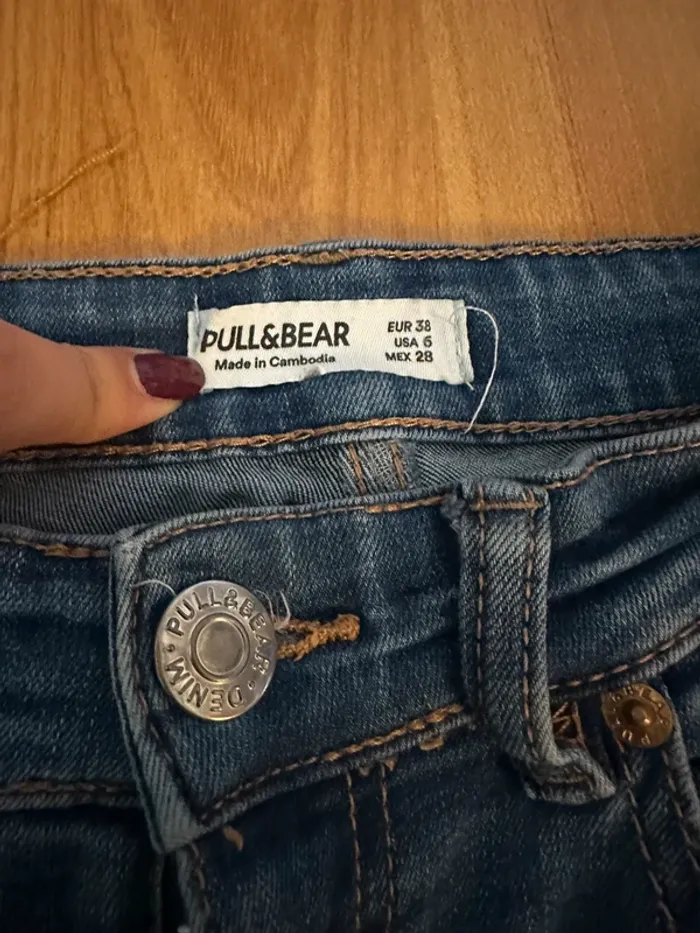 PULL&BEAR
Made in Cambodia
EUR 38
USA 6
MEX 28
PULL&BEAR
DENIM